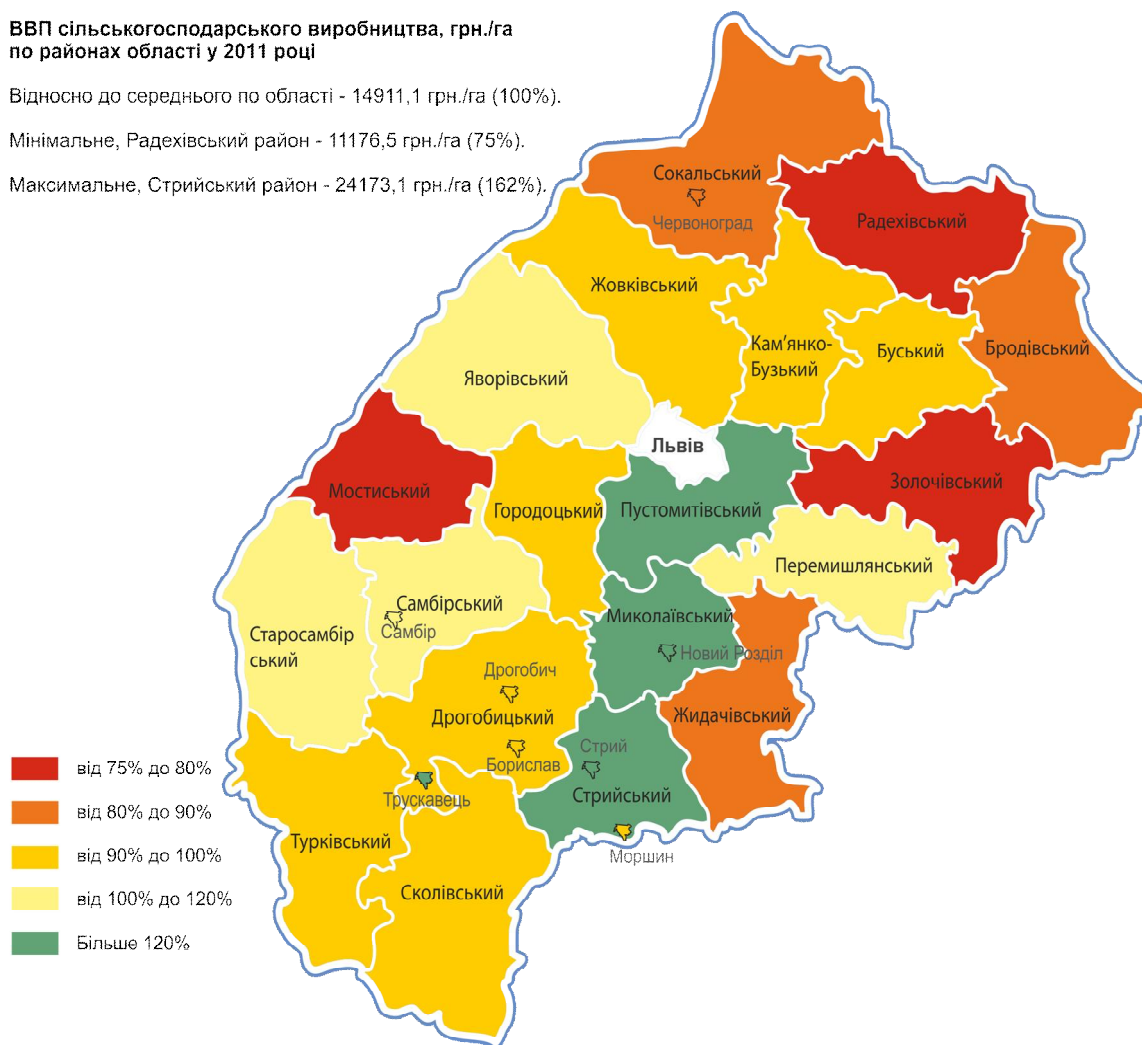 ВВП сільськогосподарського виробництва, грн./га
по районах області у 2011 році
Відносно до середнього по області - 14911,1 грн./га (100%).
Мінімальне, Радехівський район - 11176,5 грн./га (75%).
Максимальне, Стрийський район - 24173,1 грн./га (162%).
Сокальський
Червоноград
Радехівський
Жовківський
Кам'янко-
Бузький
Буський
Бродівський
Яворівський
Львів
Мостиський
Городоцький
Пустомитівський
Золочівський
Перемишлянський
Самбірський
Самбір
Миколаївський
Старосамбір
ський
Новий Розділ
Дрогобич
Дрогобицький
Жидачівський
Борислав
Стрий
Стрийський
Трускавець
Турківський
Моршин
Сколівський
від 75% до 80%
від 80% до 90%
від 90% до 100%
від 100% до 120%
Більше 120%